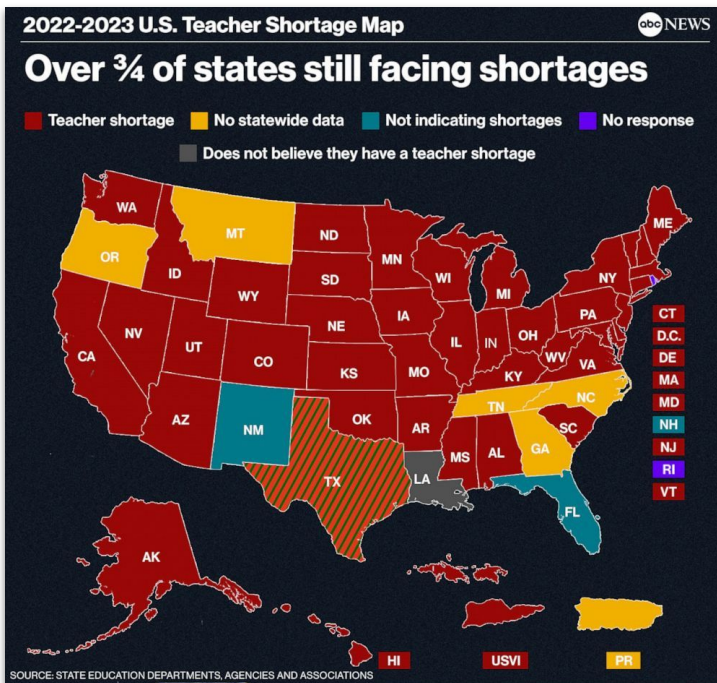 2022-2023 U.S. Teacher Shortage Map
abc NEWS
Over ¾ of states still facing shortages
Teacher shortage
No statewide data
Not indicating shortages
No response
Does not believe they have a teacher shortage
WA
MT
ND
MN
ME
OR
ID
SD
WI
MI
NY
WY
IA
PA
NE
NV
UT
CO
IL
IN
OH
WV
VA
CA
KS
MO
KY
AZ
NM
OK
AR
TN
NC
SC
TX
LA
MS
AL
GA
FL
CT
D.C.
DE
MA
MD
NH
NJ
RI
VT
AK
HI
USVI
PR
SOURCE: STATE EDUCATION DEPARTMENTS, AGENCIES AND ASSOCIATIONS